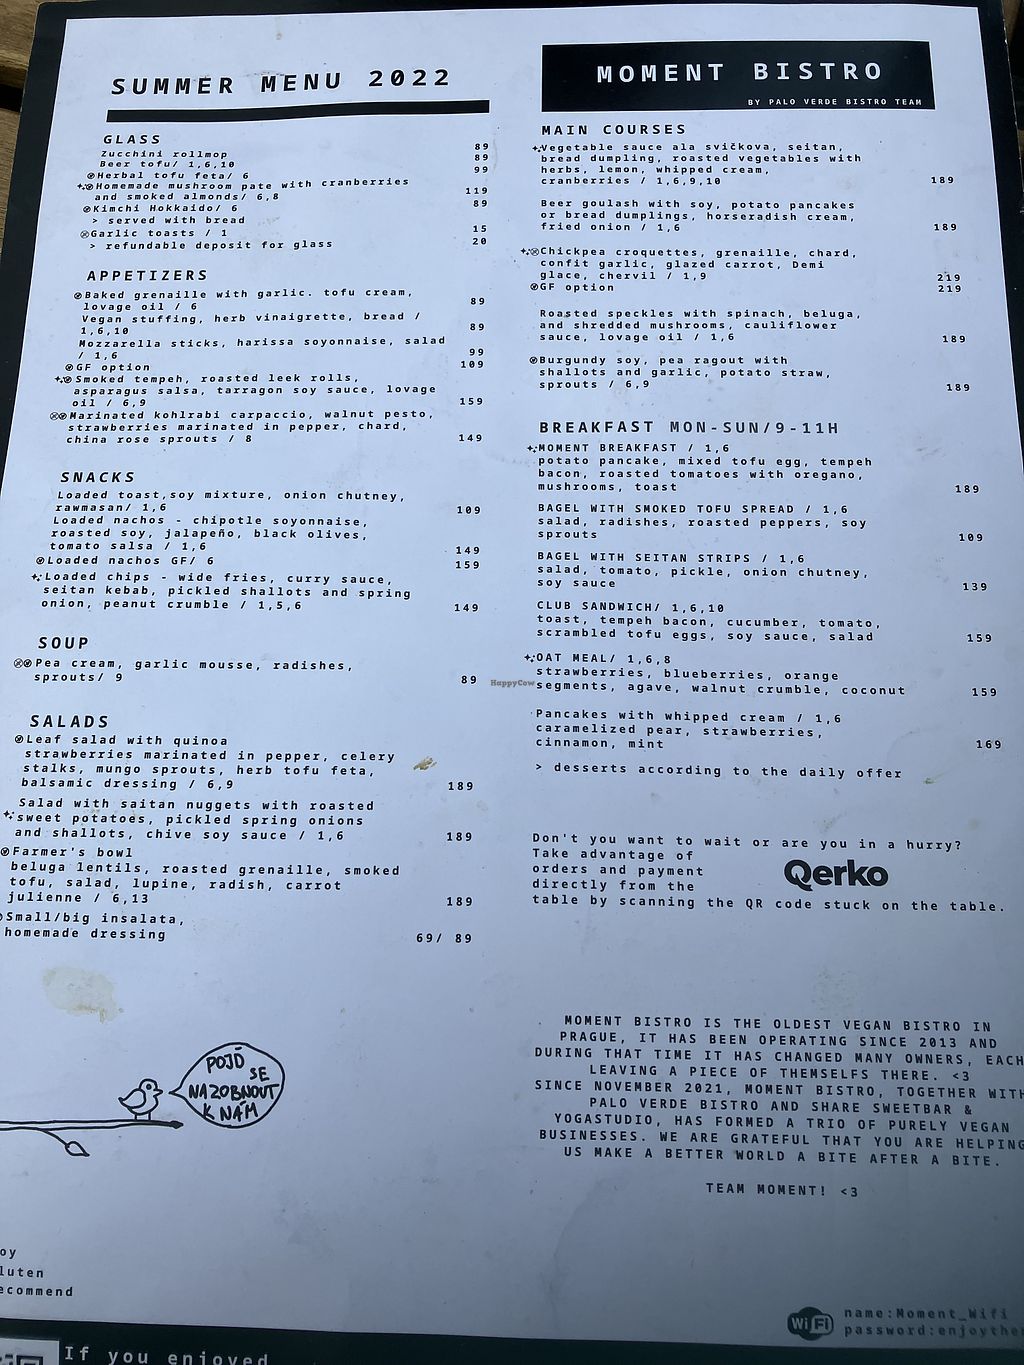 SUMMER MENU 2022
GLASS
Zucchini rollmop 89
Beer tofu/ 1,6,10 89
Herbal tofu feta/ 6 99
Homemade mushroom pate with cranberries
and smoked almonds/ 6,8 119
Kimchi Hokkaido/ 6 89
> served with bread
Garlic toasts / 1 15
> refundable deposit for glass 20
APPETIZERS
Baked grenaille with garlic. tofu cream,
lovage oil / 6 89
Vegan stuffing, herb vinaigrette, bread /
1,6,10 89
Mozzarella sticks, harissa soyonnaise, salad
/ 1,6 99
GF option 109
Smoked tempeh, roasted leek rolls,
asparagus salsa, tarragon soy sauce, lovage
oil / 6,9 159
Marinated kohlrabi carpaccio, walnut pesto,
strawberries marinated in pepper, chard,
china rose sprouts / 8 149
SNACKS
Loaded toast,soy mixture, onion chutney,
rawmasan/ 1,6 109
Loaded nachos - chipotle soyonnaise,
roasted soy, jalapeño, black olives,
tomato salsa / 1,6 149
Loaded nachos GF/ 6 159
Loaded chips - wide fries, curry sauce,
seitan kebab, pickled shallots and spring
onion, peanut crumble / 1,5,6 149
SOUP
Pea cream, garlic mousse, radishes,
sprouts/ 9 89
SALADS
Leaf salad with quinoa
strawberries marinated in pepper, celery
stalks, mungo sprouts, herb tofu feta,
balsamic dressing / 6,9 189
Salad with saitan nuggets with roasted
sweet potatoes, pickled spring onions
and shallots, chive soy sauce / 1,6 189
Farmer's bowl
beluga lentils, roasted grenaille, smoked
tofu, salad, lupine, radish, carrot
julienne / 6,13 189
Small/big insalata,
homemade dressing 69/ 89
POJĎ
SE
NAZOBNOUT
K NÁM
oy
luten
ecommend
If you enjoyed
MOMENT BISTRO
BY PALO VERDE BISTRO TEAM
MAIN COURSES
Vegetable sauce ala svičkova, seitan,
bread dumpling, roasted vegetables with
herbs, lemon, whipped cream,
cranberries / 1,6,9,10 189
Beer goulash with soy, potato pancakes
or bread dumplings, horseradish cream,
fried onion / 1,6 189
Chickpea croquettes, grenaille, chard,
confit garlic, glazed carrot, Demi
glace, chervil / 1,9 219
GF option 219
Roasted speckles with spinach, beluga,
and shredded mushrooms, cauliflower
sauce, lovage oil / 1,6 189
Burgundy soy, pea ragout with
shallots and garlic, potato straw,
sprouts / 6,9 189
BREAKFAST MON-SUN/9-11H
MOMENT BREAKFAST / 1,6
potato pancake, mixed tofu egg, tempeh
bacon, roasted tomatoes with oregano,
mushrooms, toast 189
BAGEL WITH SMOKED TOFU SPREAD / 1,6
salad, radishes, roasted peppers, soy
sprouts 109
BAGEL WITH SEITAN STRIPS / 1,6
salad, tomato, pickle, onion chutney,
soy sauce 139
CLUB SANDWICH/ 1,6,10
toast, tempeh bacon, cucumber, tomato,
scrambled tofu eggs, soy sauce, salad 159
OAT MEAL/ 1,6,8
strawberries, blueberries, orange
segments, agave, walnut crumble, coconut 159
HappyCow
Pancakes with whipped cream / 1,6
caramelized pear, strawberries,
cinnamon, mint 169
> desserts according to the daily offer
Don't you want to wait or are you in a hurry?
Take advantage of
orders and payment
directly from the
table by scanning the QR code stuck on the table.
Qerko
MOMENT BISTRO IS THE OLDEST VEGAN BISTRO IN
PRAGUE, IT HAS BEEN OPERATING SINCE 2013 AND
DURING THAT TIME IT HAS CHANGED MANY OWNERS, EACH
LEAVING A PIECE OF THEMSELFS THERE. <3
SINCE NOVEMBER 2021, MOMENT BISTRO, TOGETHER WITH
PALO VERDE BISTRO AND SHARE SWEETBAR &
YOGASTUDIO, HAS FORMED A TRIO OF PURELY VEGAN
BUSINESSES. WE ARE GRATEFUL THAT YOU ARE HELPING
US MAKE A BETTER WORLD A BITE AFTER A BITE.
TEAM MOMENT! <3
WiFi
name:Moment_Wifi
password:enjoythe